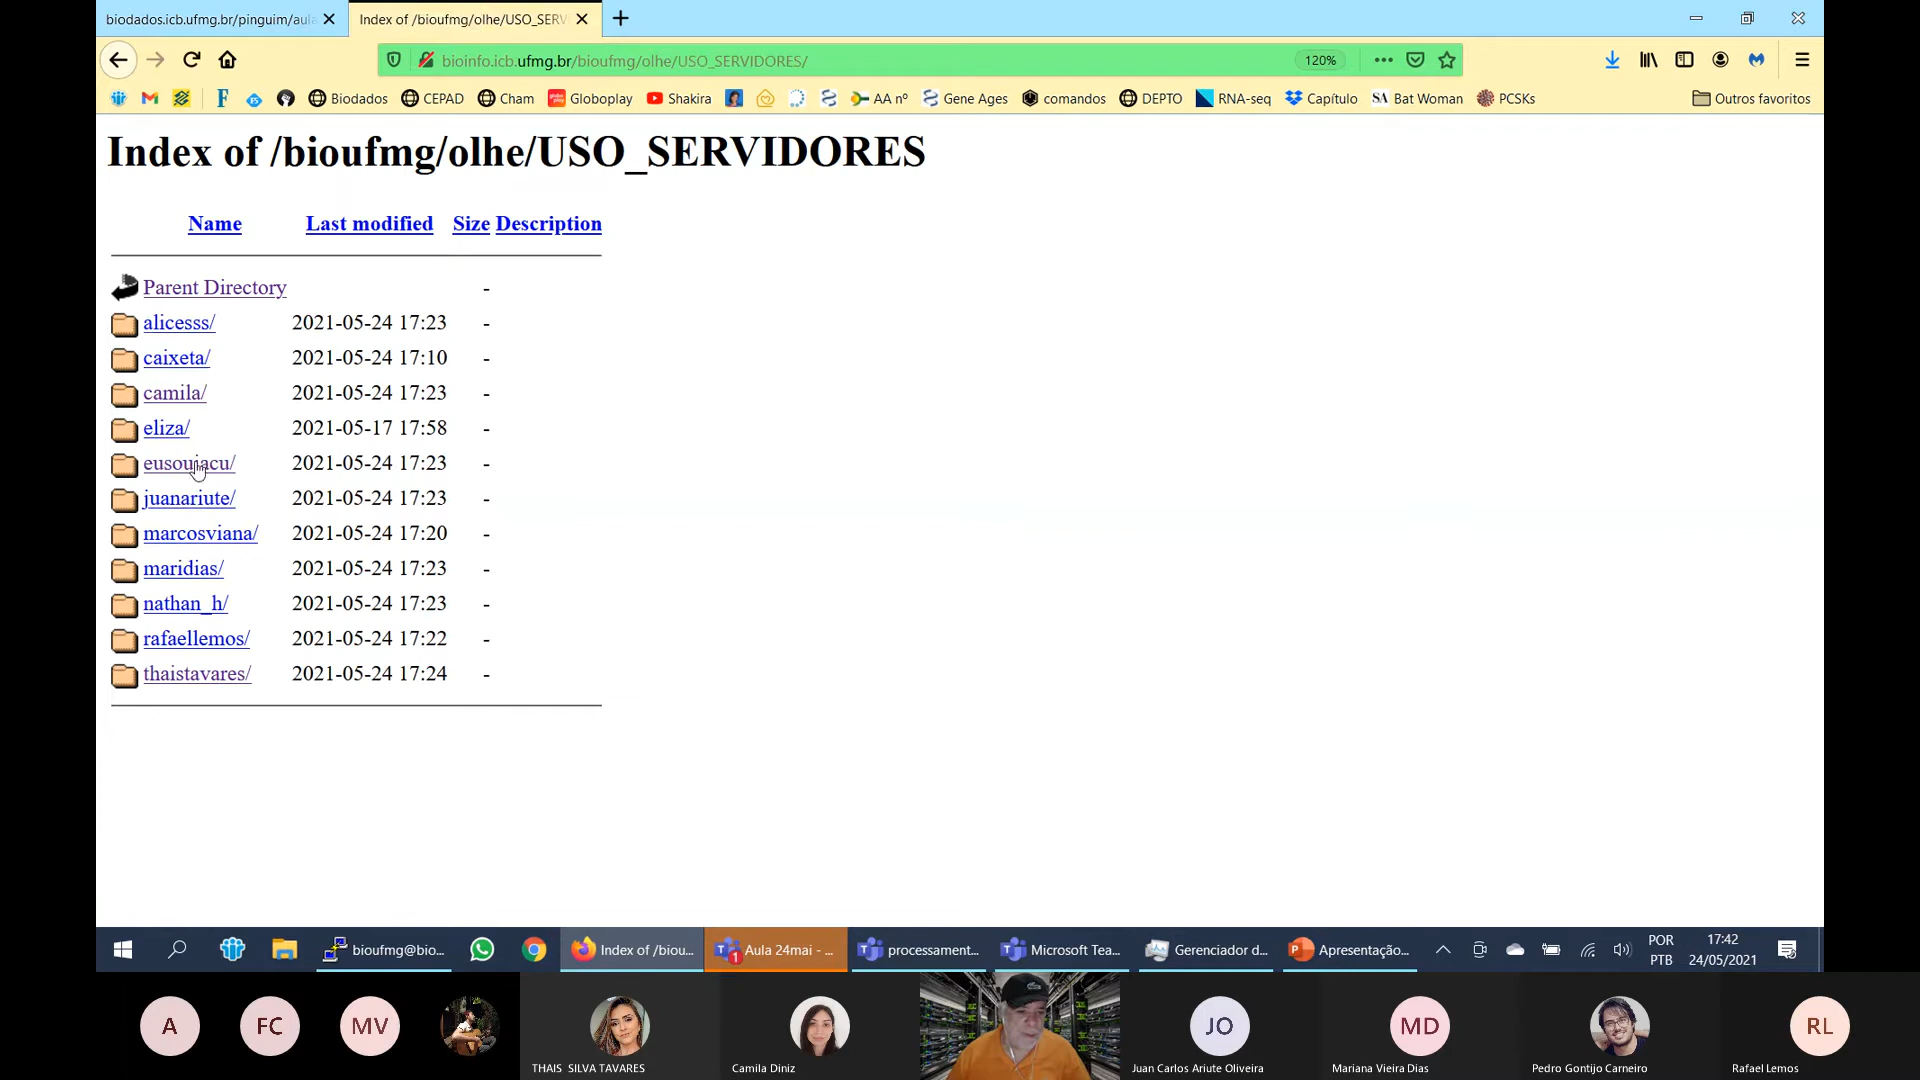 biodados.icb.ufmg.br/pinguim/aul
Index of /bioufmg/olhe/USO_SERV
bioinfo.icb.ufmg.br/bioufmg/olhe/USO_SERVIDORES/
120%
Biodados
CEPAD
Cham
globo play
Globoplay
Shakira
AA nº
Gene Ages
comandos
DEPTO
RNA-seq
Capítulo
SA
Bat Woman
PCSKs
Outros favoritos
Index of /bioufmg/olhe/USO_SERVIDORES
Name Last modified Size Description
Parent Directory -
alicesss/ 2021-05-24 17:23 -
caixeta/ 2021-05-24 17:10 -
camila/ 2021-05-24 17:23 -
eliza/ 2021-05-17 17:58 -
eusoujacu/ 2021-05-24 17:23 -
juanariute/ 2021-05-24 17:23 -
marcosviana/ 2021-05-24 17:20 -
maridias/ 2021-05-24 17:23 -
nathan_h/ 2021-05-24 17:23 -
rafaellemos/ 2021-05-24 17:22 -
thaistavares/ 2021-05-24 17:24 -
bioufmg@bio...
Index of /biou...
1
Aula 24mai - ...
processament...
Microsoft Tea...
Gerenciador d...
Apresentação...
POR
PTB
17:42
24/05/2021
A
FC
MV
JO
MD
RL
THAIS SILVA TAVARES
Camila Diniz
Juan Carlos Ariute Oliveira
Mariana Vieira Dias
Pedro Gontijo Carneiro
Rafael Lemos